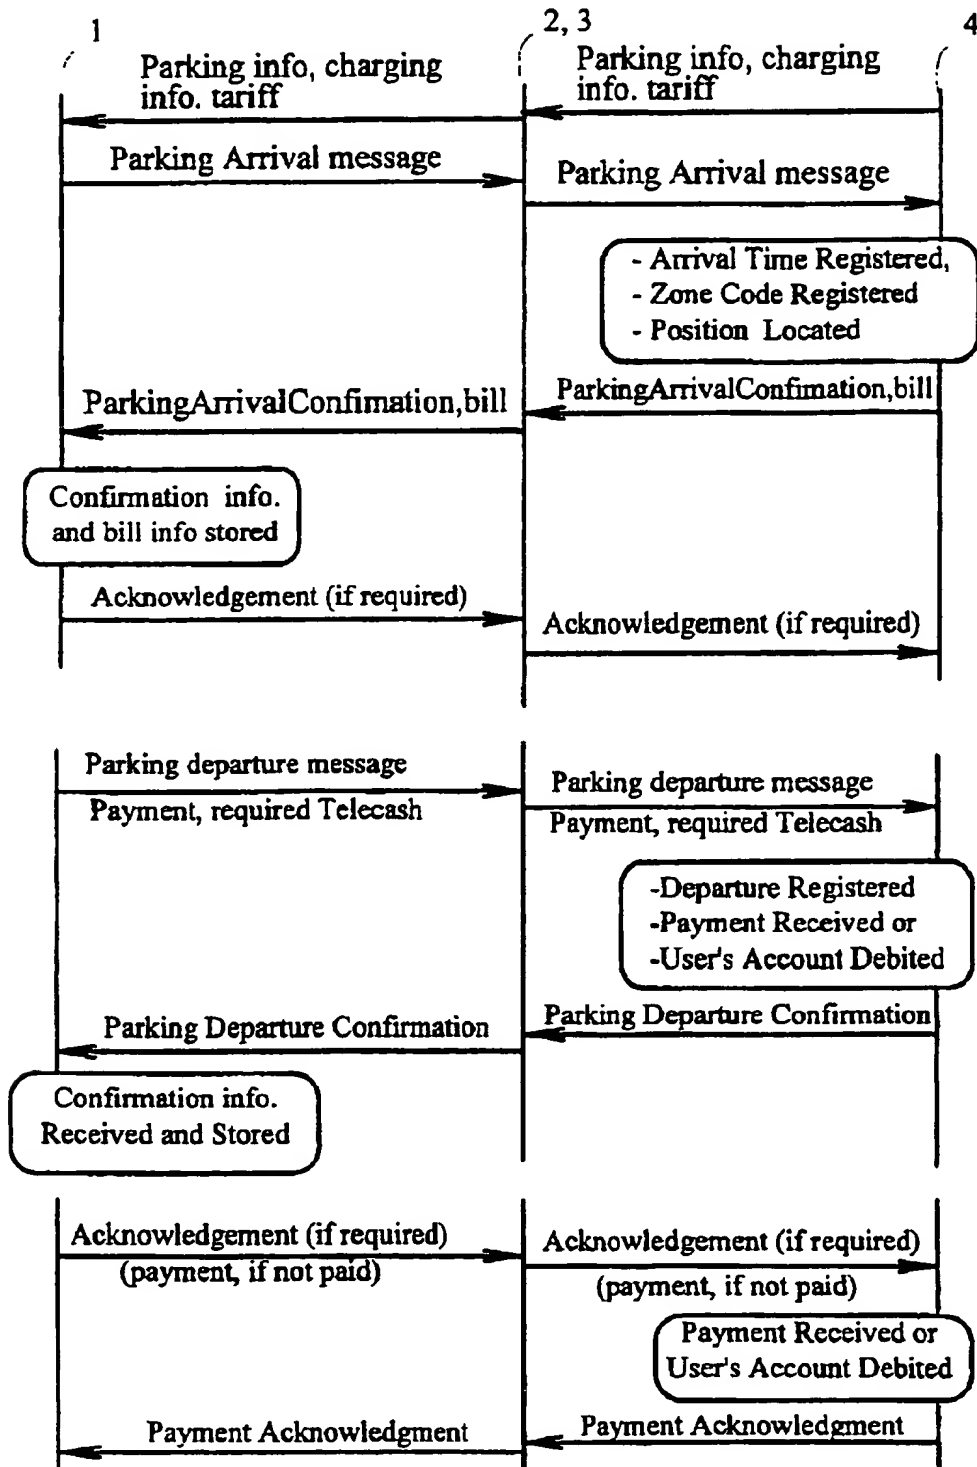 1
2, 3
4
Parking info, charging
info. tariff
Parking info, charging
info. tariff
Parking Arrival message
Parking Arrival message
- Arrival Time Registered,
- Zone Code Registered
- Position Located
ParkingArrivalConfimation,bill
ParkingArrivalConfimation,bill
Confirmation info.
and bill info stored
Acknowledgement (if required)
Acknowledgement (if required)
Parking departure message
Payment, required Telecash
Parking departure message
Payment, required Telecash
-Departure Registered
-Payment Received or
-User's Account Debited
Parking Departure Confirmation
Parking Departure Confirmation
Confirmation info.
Received and Stored
Acknowledgement (if required)
(payment, if not paid)
Acknowledgement (if required)
(payment, if not paid)
Payment Received or
User's Account Debited
Payment Acknowledgment
Payment Acknowledgment